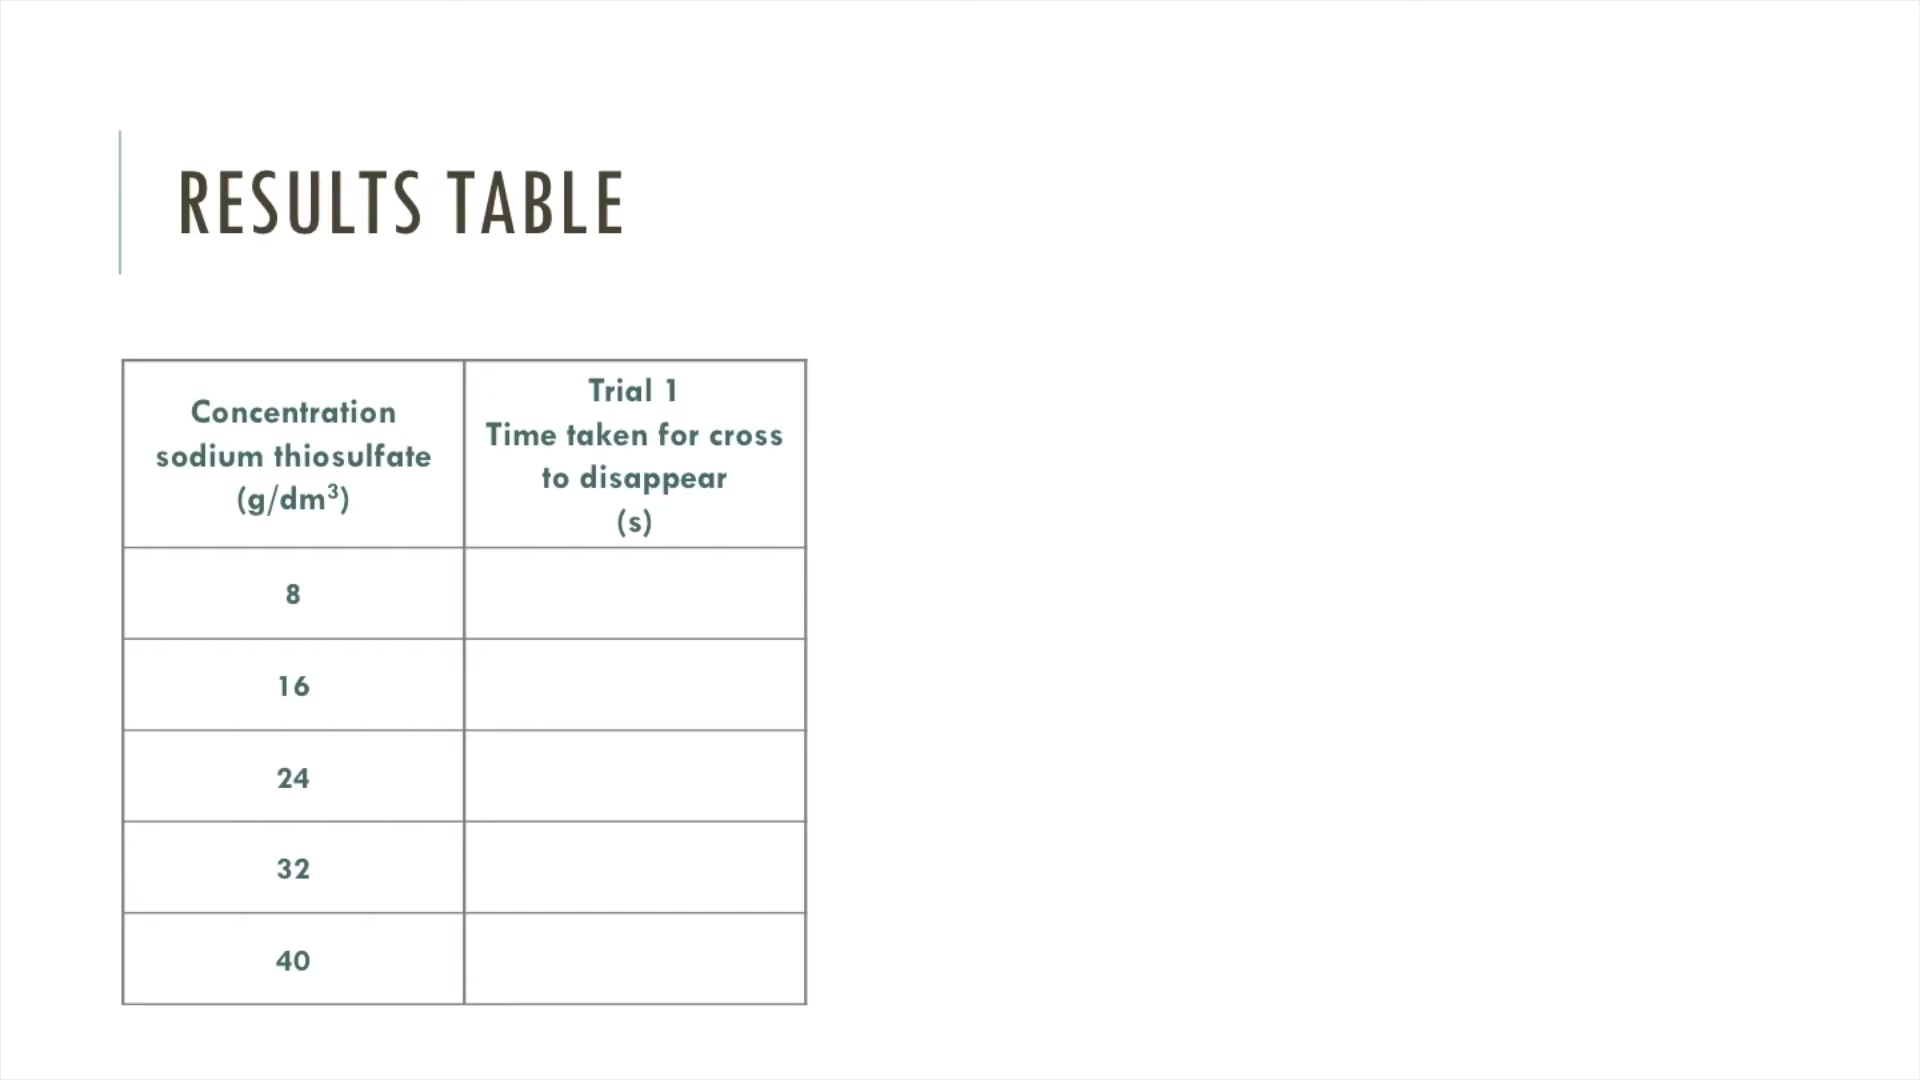 RESULTS TABLE
Concentration
sodium thiosulfate
(g/dm³)
Trial 1
Time taken for cross
to disappear
(s)
8
16
24
32
40